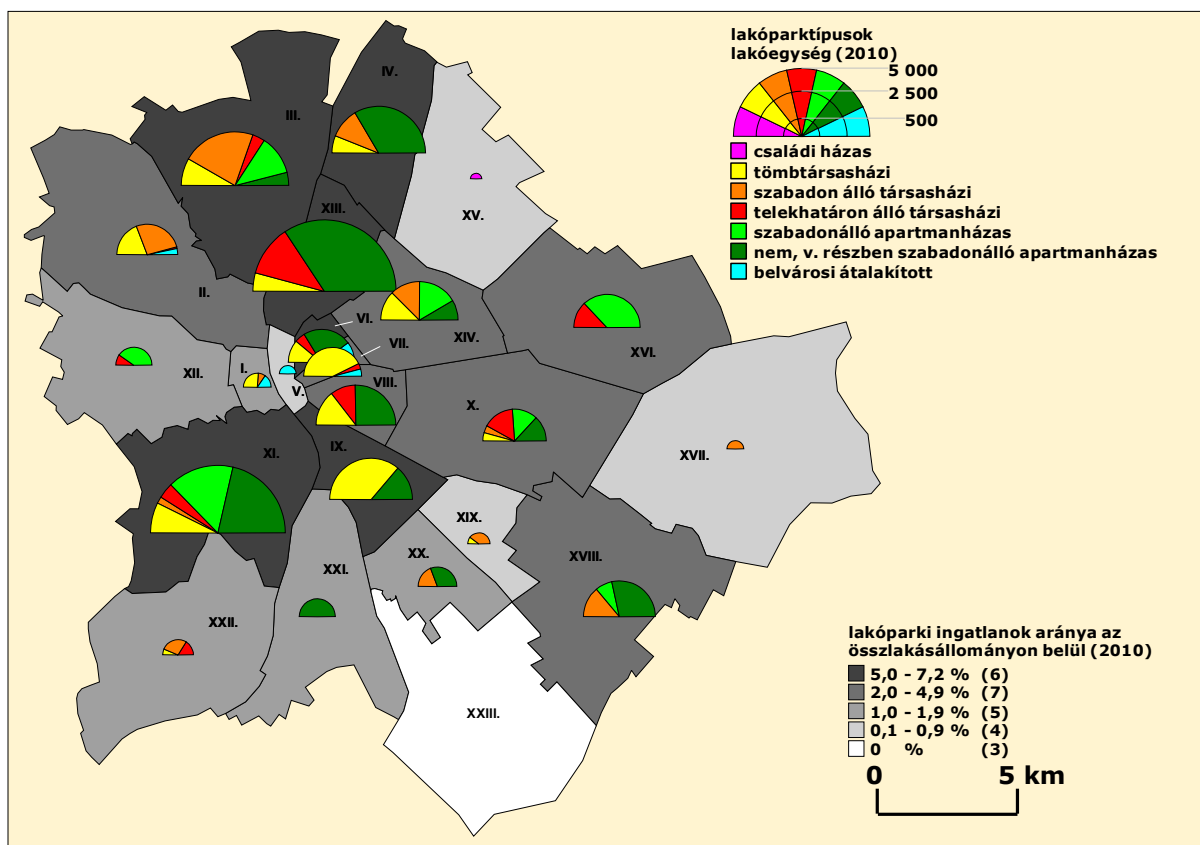 lakóparktípusok
lakóegység (2010)
5 000
2 500
500
családi házas
tömbtársasházi
szabadon álló társasházi
telekhatáron álló társasházi
szabadonálló apartmanházas
nem, v. részben szabadonálló apartmanházas
belvárosi átalakított
IV.
III.
XIII.
XV.
II.
VI.
VII.
XIV.
XVI.
XII.
I.
V.
VIII.
X.
XI.
IX.
XVII.
XIX.
XX.
XVIII.
XXI.
XXII.
XXIII.
lakóparki ingatlanok aránya az
összlakásállományon belül (2010)
5,0 - 7,2 % (6)
2,0 - 4,9 % (7)
1,0 - 1,9 % (5)
0,1 - 0,9 % (4)
0 % (3)
0 5 km